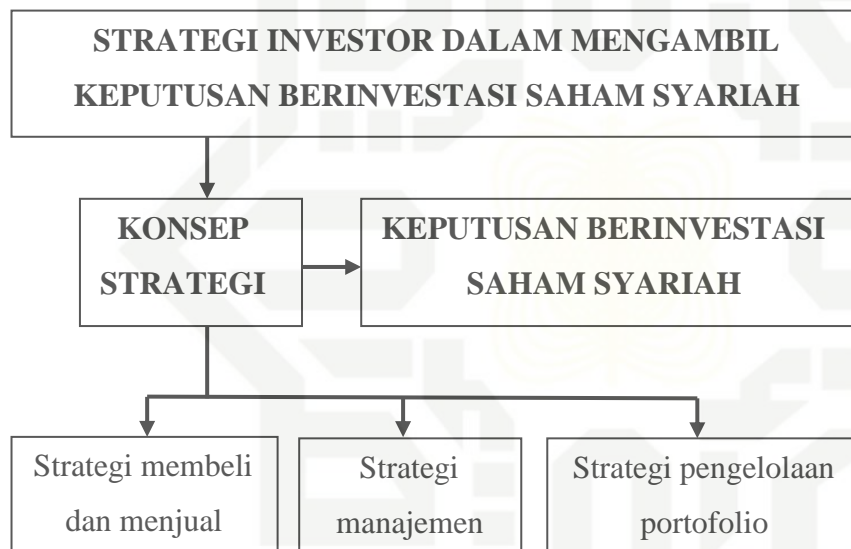 STRATEGI INVESTOR DALAM MENGAMBIL
KEPUTUSAN BERINVESTASI SAHAM SYARIAH
KONSEP
STRATEGI
KEPUTUSAN BERINVESTASI
SAHAM SYARIAH
Strategi membeli
dan menjual
Strategi
manajemen
Strategi pengelolaan
portofolio